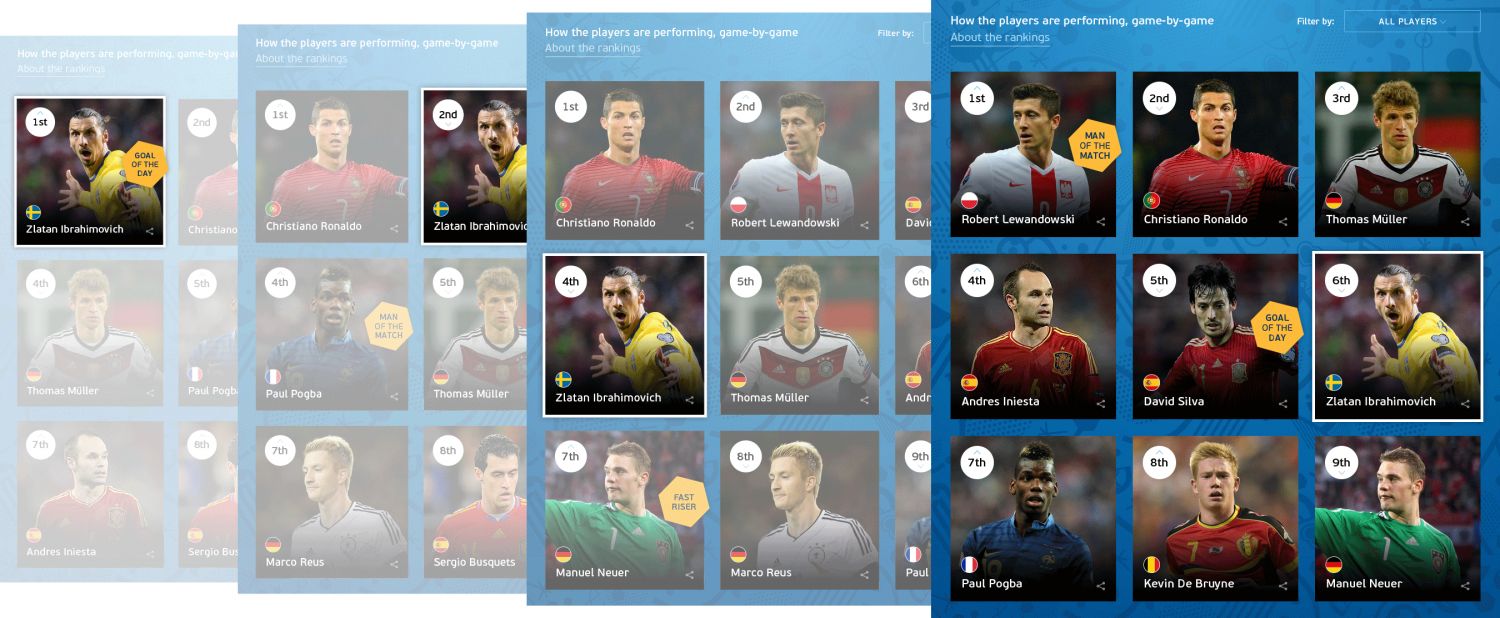 How the players are performing, game-by-ga
About the rankings
1st
GOAL
OF THE
DAY
Zlatan Ibrahimovich
2nd
Christiano
4th
Thomas Müller
5th
Paul Pogba
7th
Andres Iniesta
8th
Sergio Bus
How the players are performing, game-by-game
About the rankings
1st
Christiano Ronaldo
2nd
Zlatan Ibrahimovi
4th
MAN
OF THE
MATCH
Paul Pogba
5th
Thomas Müller
7th
Marco Reus
8th
Sergio Busquets
How the players are performing, game-by-game
Filter by:
About the rankings
1st
Christiano Ronaldo
2nd
Robert Lewandowski
3rd
David
4th
Zlatan Ibrahimovich
5th
Thomas Müller
6th
Andr
7th
FAST
RISER
Manuel Neuer
8th
Marco Reus
9th
Paul
How the players are performing, game-by-game
Filter by:
ALL PLAYERS
About the rankings
1st
MAN
OF THE
MATCH
Robert Lewandowski
2nd
Christiano Ronaldo
3rd
Thomas Müller
4th
Andres Iniesta
5th
GOAL
OF THE
DAY
David Silva
6th
Zlatan Ibrahimovich
7th
Paul Pogba
8th
7
Kevin De Bruyne
9th
1
Manuel Neuer